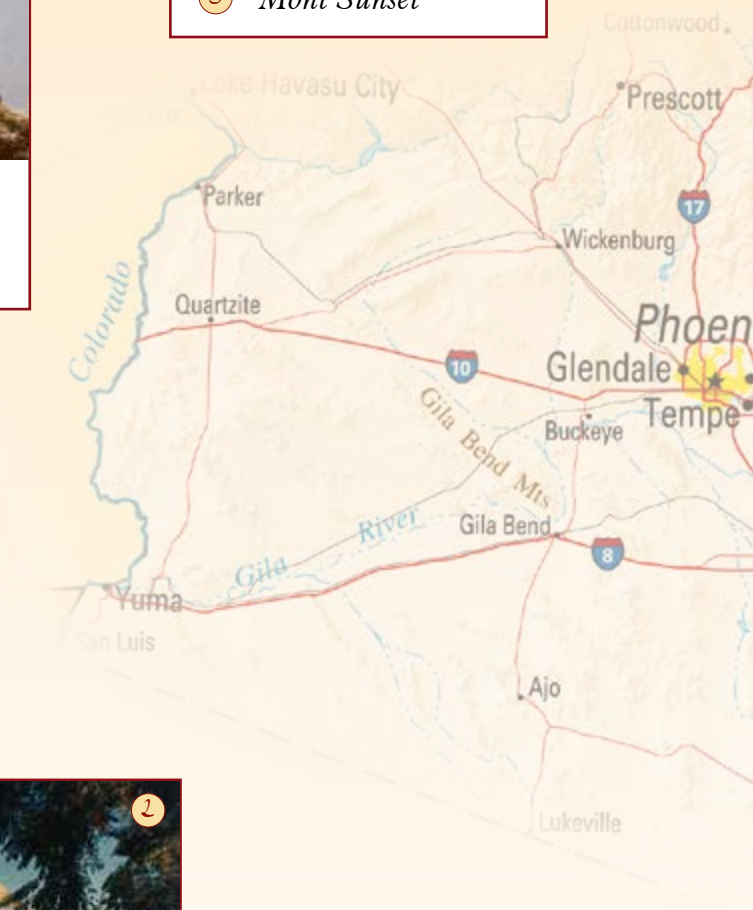 3 Mont Sunset
Cottonwood
Lake Havasu City
Prescott
Parker
17
Wickenburg
Colorado
Quartzite
Phoen
10
Glendale
Tempe
Gila Bend Mts
Buckeye
Gila Bend
Gila River
8
Yuma
San Luis
Ajo
2
Lukeville